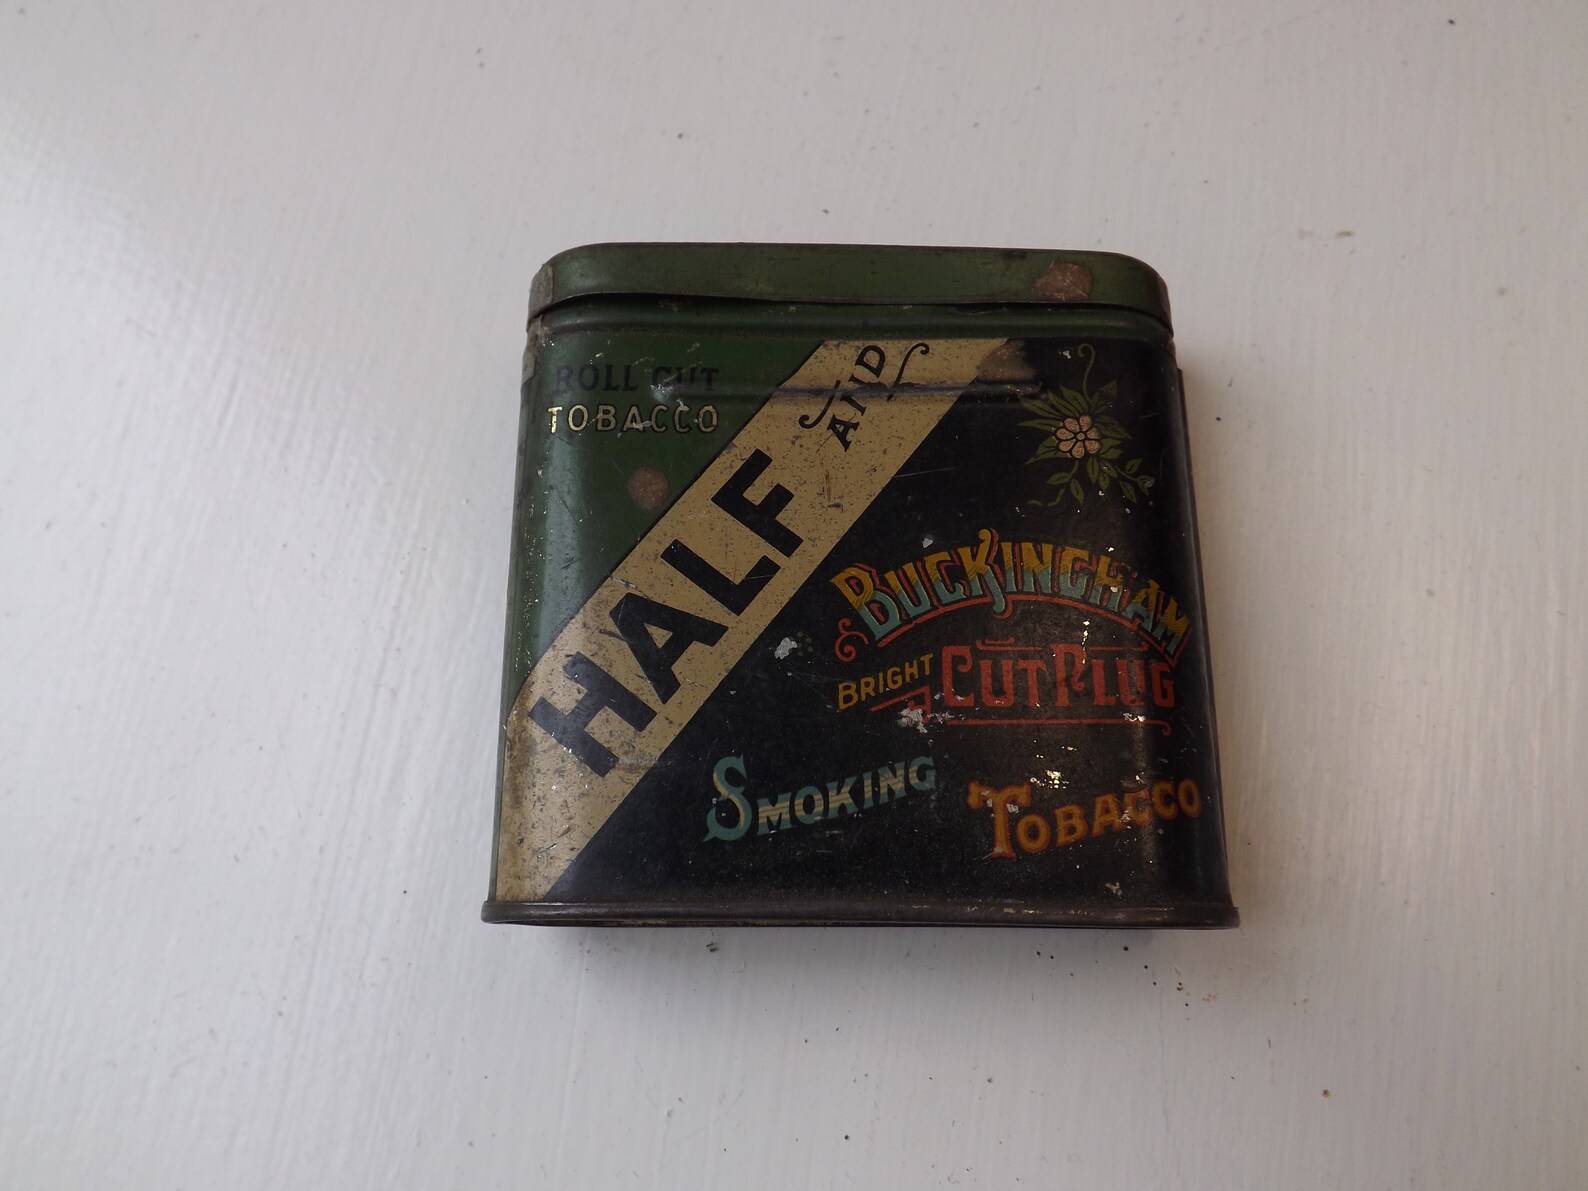 ROLL CUT
TOBACCO
HALF AND
BUCKINGHAM
BRIGHT CUT PLUG
SMOKING TOBACCO